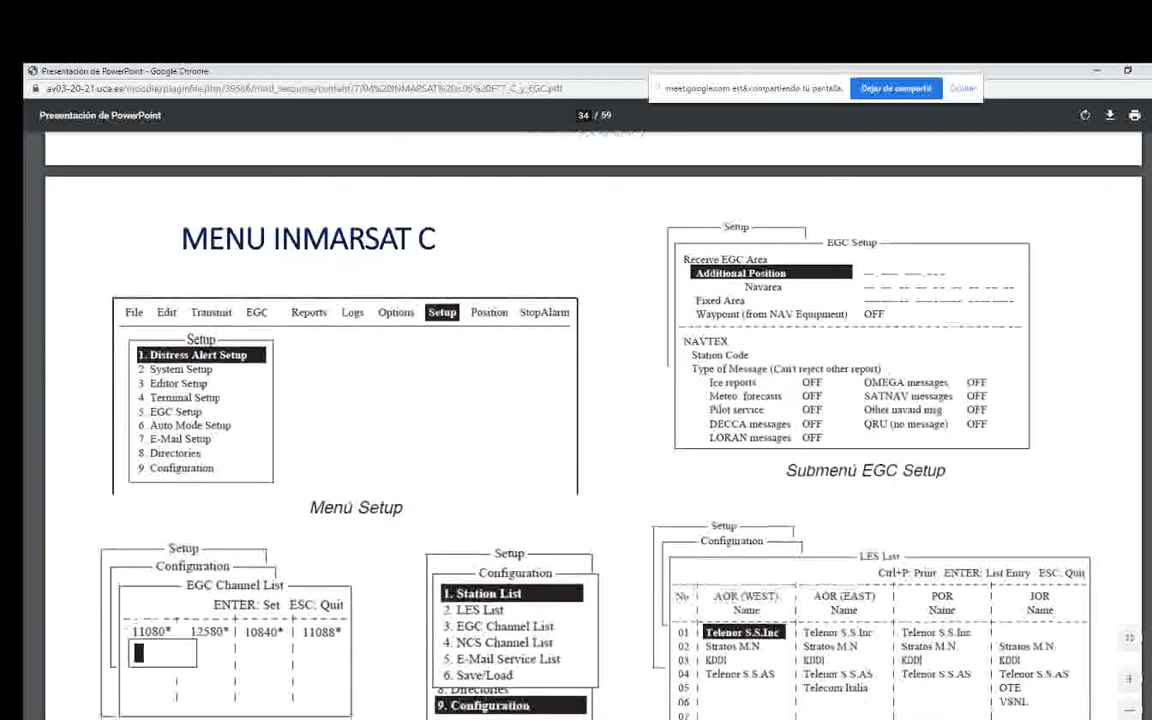 Presentación de PowerPoint - Google Chrome
meet.google.com está compartiendo tu pantalla.
Dejar de compartir
Ocultar
Presentación de PowerPoint
34 / 59
MENU INMARSAT C
File Edit Transmit EGC Reports Logs Options Setup Position StopAlarm
Setup
1. Distress Alert Setup
2 System Setup
3 Editor Setup
4 Terminal Setup
5 EGC Setup
6 Auto Mode Setup
7 E-Mail Setup
8 Directories
9 Configuration
Menú Setup
Setup
EGC Setup
Receive EGC Area
Additional Position
Navarea
Fixed Area
Waypoint (from NAV Equipment) OFF
NAVTEX
Station Code
Type of Message (Can't reject other report)
Ice reports OFF OMEGA messages OFF
Meteo forecasts OFF SATNAV messages OFF
Pilot service OFF Other navaid msg OFF
DECCA messages OFF QRU (no message) OFF
LORAN messages OFF
Submenú EGC Setup
Setup
Configuration
EGC Channel List
ENTER: Set ESC: Quit
11080* 12580* 10840* 11088*
Setup
Configuration
1. Station List
2. LES List
3. EGC Channel List
4. NCS Channel List
5. E-Mail Service List
6. Save/Load
8. Directories
9. Configuration
Setup
Configuration
LES List
Ctrl+P: Print ENTER: List Entry ESC: Quit
No AOR (WEST) AOR (EAST) POR IOR
Name Name Name Name
01 Telenor S.S.Inc Telenor S.S.Inc Telenor S.S.Inc
02 Stratos M.N Stratos M.N Stratos M.N Stratos M.N
03 KDDI KDDI KDDI KDDI
04 Telenor S.S.AS Telenor S.S.AS Telenor S.S.AS Telenor S.S.AS
05 Telecom Italia OTE
06 VSNL
07